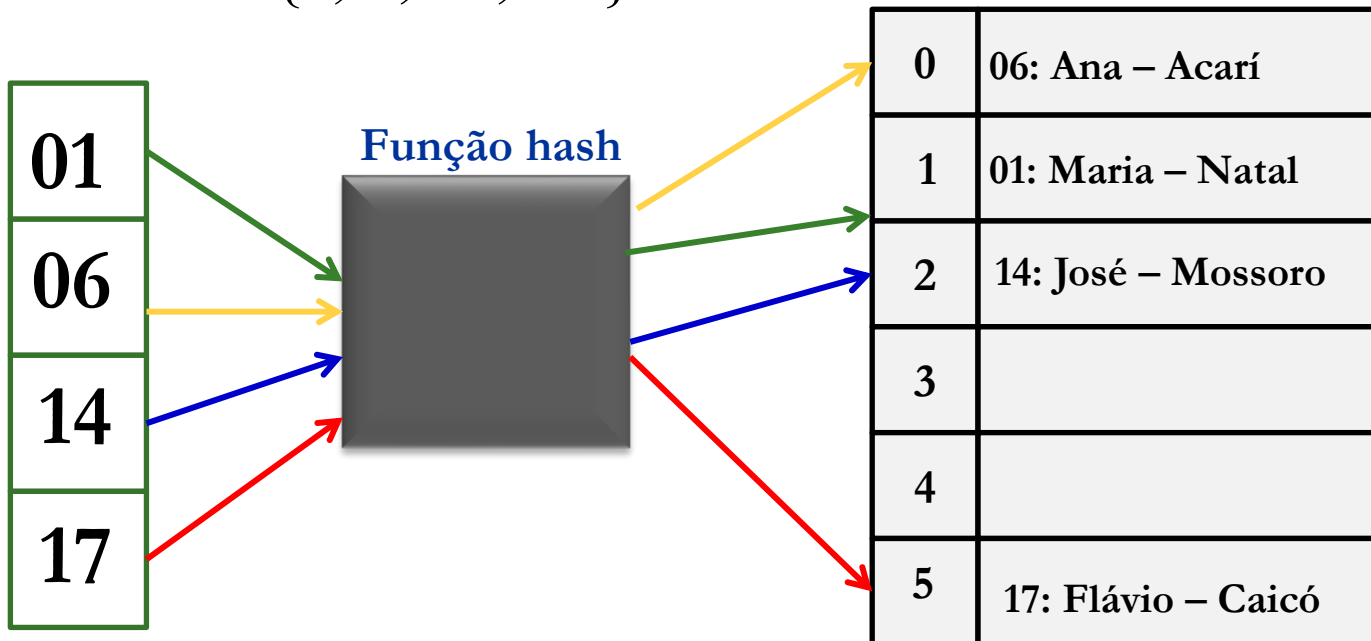 01
06
14
17
Função hash
0 06: Ana – Acarí
1 01: Maria – Natal
2 14: José – Mossoro
3
4
5 17: Flávio – Caicó